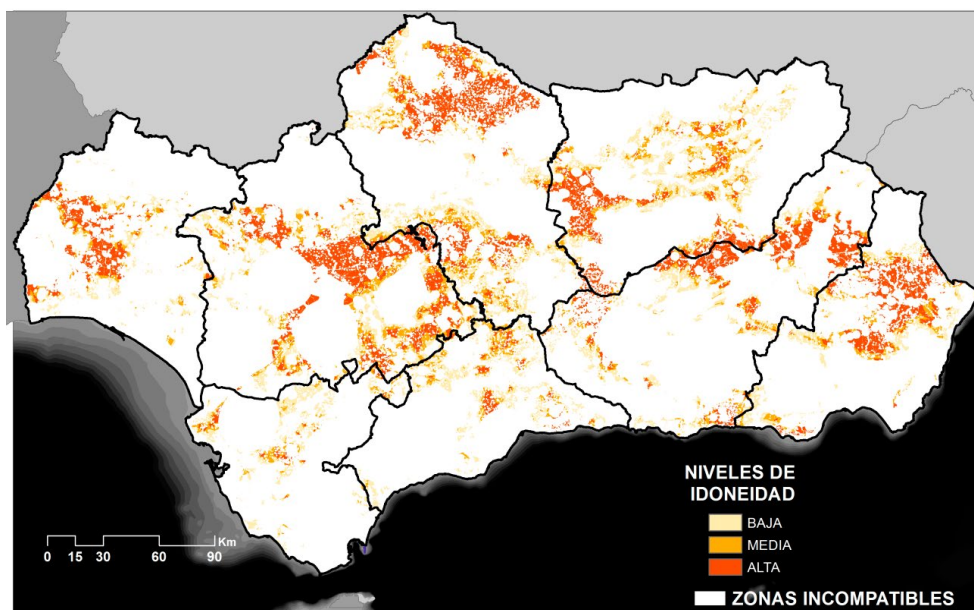 NIVELES DE
IDONEIDAD
BAJA
MEDIA
ALTA
ZONAS INCOMPATIBLES
Km
0 15 30 60 90